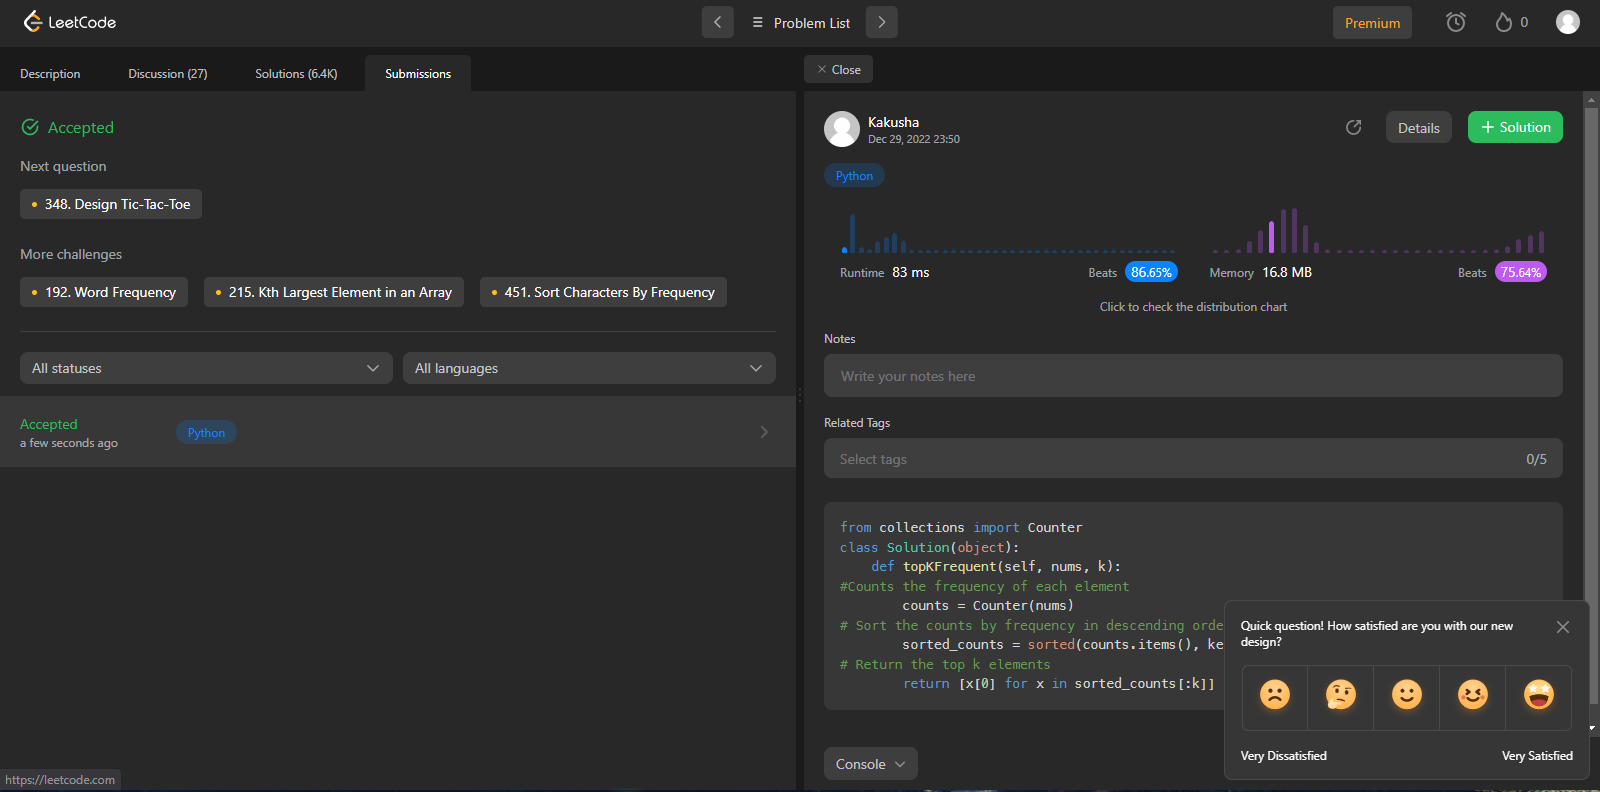 LeetCode
Problem List
Premium
0
Description
Discussion (27)
Solutions (6.4K)
Submissions
Close
Accepted
Next question
348. Design Tic-Tac-Toe
More challenges
192. Word Frequency
215. Kth Largest Element in an Array
451. Sort Characters By Frequency
All statuses
All languages
Accepted
a few seconds ago
Python
https://leetcode.com
Kakusha
Dec 29, 2022 23:50
Details
+ Solution
Python
Runtime 83 ms
Beats 86.65%
Memory 16.8 MB
Beats 75.64%
Click to check the distribution chart
Notes
Write your notes here
Related Tags
Select tags
0/5
from collections import Counter
class Solution(object):
def topKFrequent(self, nums, k):
#Counts the frequency of each element
counts = Counter(nums)
# Sort the counts by frequency in descending orde
sorted_counts = sorted(counts.items(), ke
# Return the top k elements
return [x[0] for x in sorted_counts[:k]]
Console
Quick question! How satisfied are you with our new
design?
Very Dissatisfied
Very Satisfied